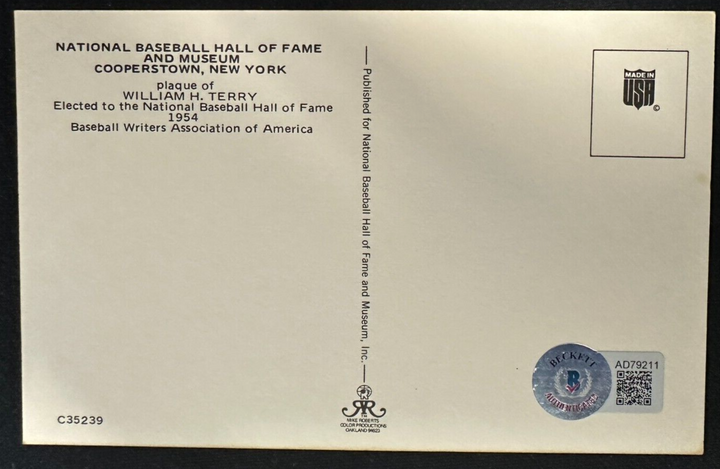 NATIONAL BASEBALL HALL OF FAME
AND MUSEUM
COOPERSTOWN, NEW YORK
plaque of
WILLIAM H. TERRY
Elected to the National Baseball Hall of Fame
1954
Baseball Writers Association of America
Published for National Baseball Hall of Fame and Museum, Inc.
MADE IN
USA
©
BECKETT
B
AUTHENTICATED
AD79211
C35239
MIKE ROBERTS
COLOR PRODUCTIONS
OAKLAND 94623